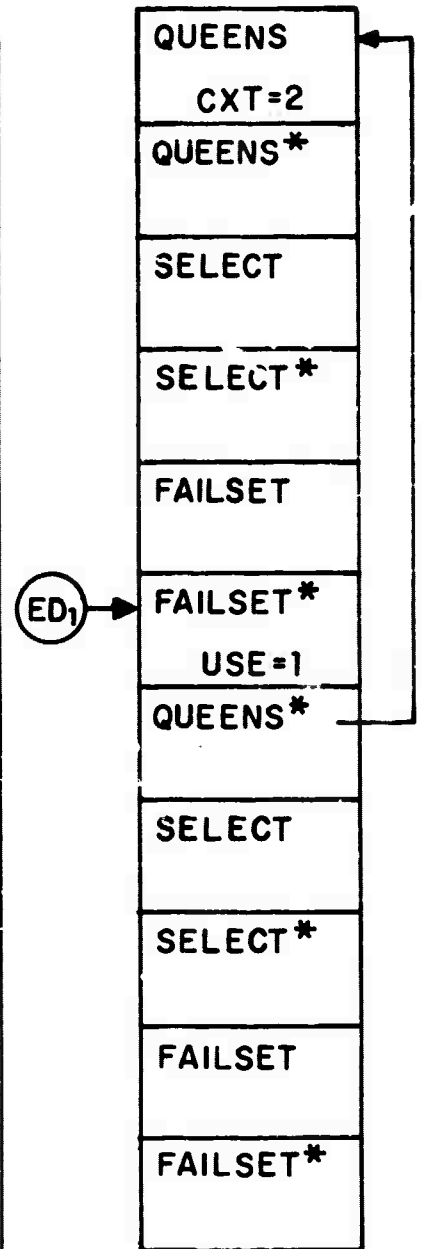 QUEENS
CXT=2
QUEENS*
SELECT
SELECT*
FAILSET
ED1
FAILSET*
USE=1
QUEENS*
SELECT
SELECT*
FAILSET
FAILSET*